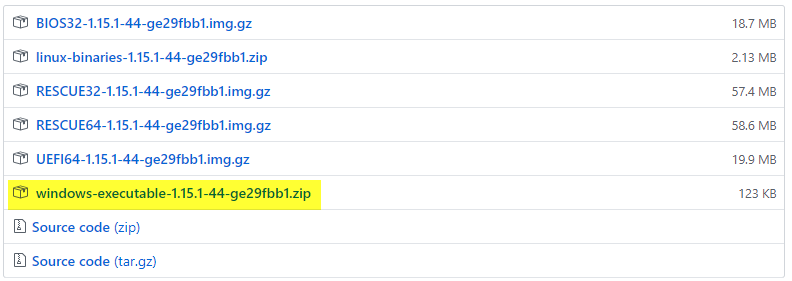 BIOS32-1.15.1-44-ge29fbb1.img.gz 18.7 MB
linux-binaries-1.15.1-44-ge29fbb1.zip 2.13 MB
RESCUE32-1.15.1-44-ge29fbb1.img.gz 57.4 MB
RESCUE64-1.15.1-44-ge29fbb1.img.gz 58.6 MB
UEFI64-1.15.1-44-ge29fbb1.img.gz 19.9 MB
windows-executable-1.15.1-44-ge29fbb1.zip 123 KB
Source code (zip)
Source code (tar.gz)